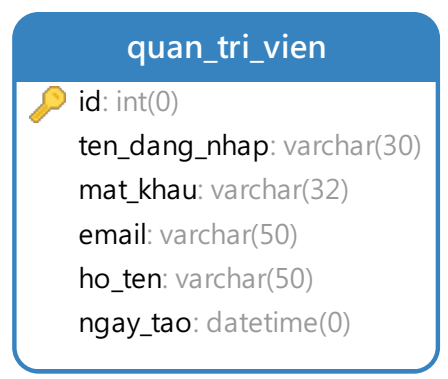 quan_tri_vien
id: int(0)
ten_dang_nhap: varchar(30)
mat_khau: varchar(32)
email: varchar(50)
ho_ten: varchar(50)
ngay_tao: datetime(0)